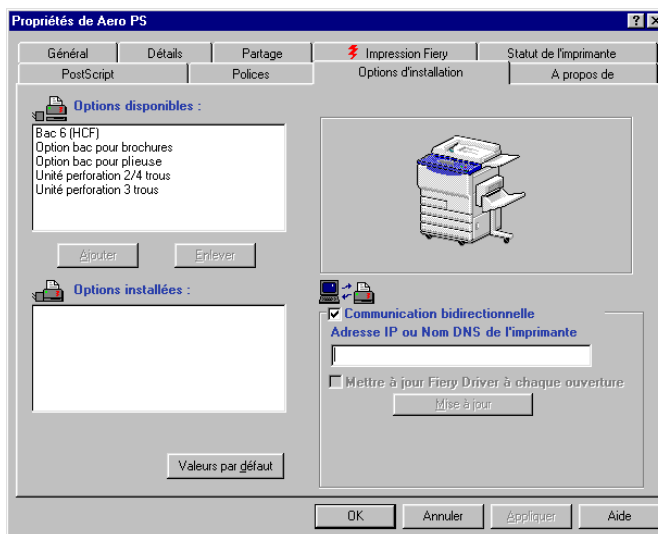 Propriétés de Aero PS
Général Détails Partage Impression Fiery Statut de l'imprimante
PostScript Polices Options d'installation A propos de
Options disponibles :
Bac 6 (HCF)
Option bac pour brochures
Option bac pour plieuse
Unité perforation 2/4 trous
Unité perforation 3 trous
Ajouter Enlever
Options installées :
Communication bidirectionnelle
Adresse IP ou Nom DNS de l'imprimante
Mettre à jour Fiery Driver à chaque ouverture
Mise à jour
Valeurs par défaut
OK Annuler Appliquer Aide